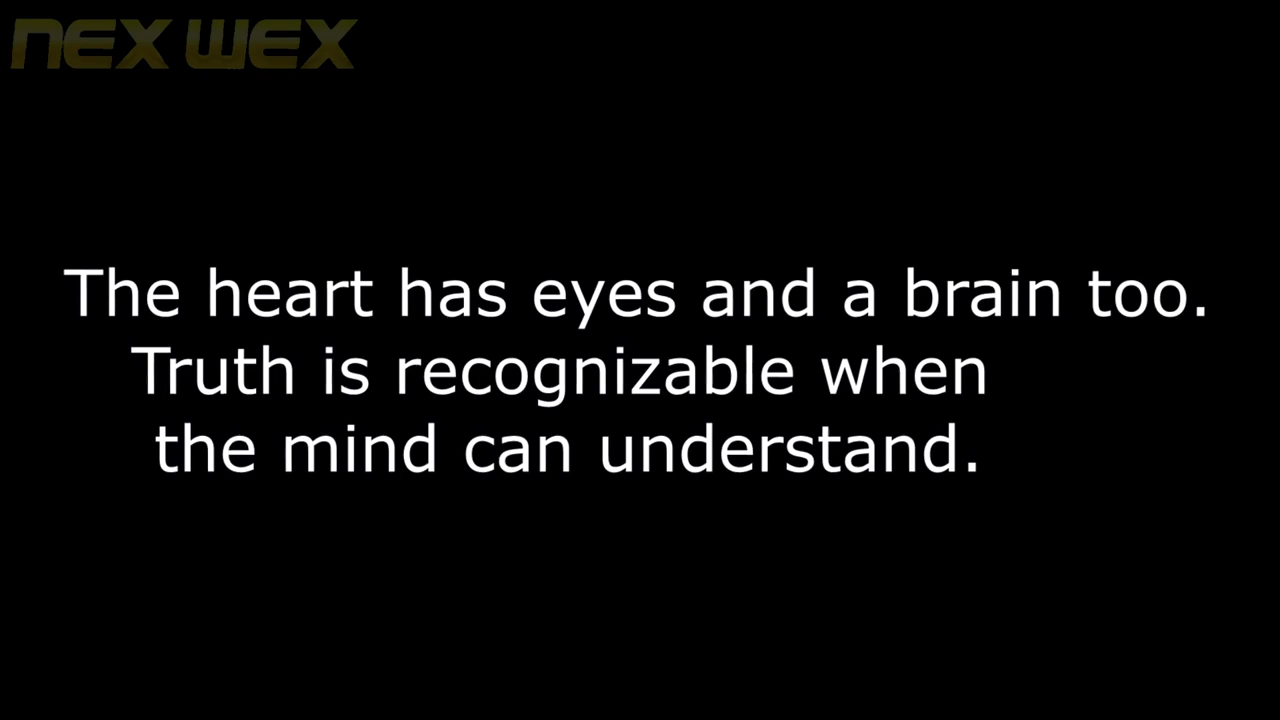 NEX WEX
The heart has eyes and a brain too.
Truth is recognizable when
the mind can understand.